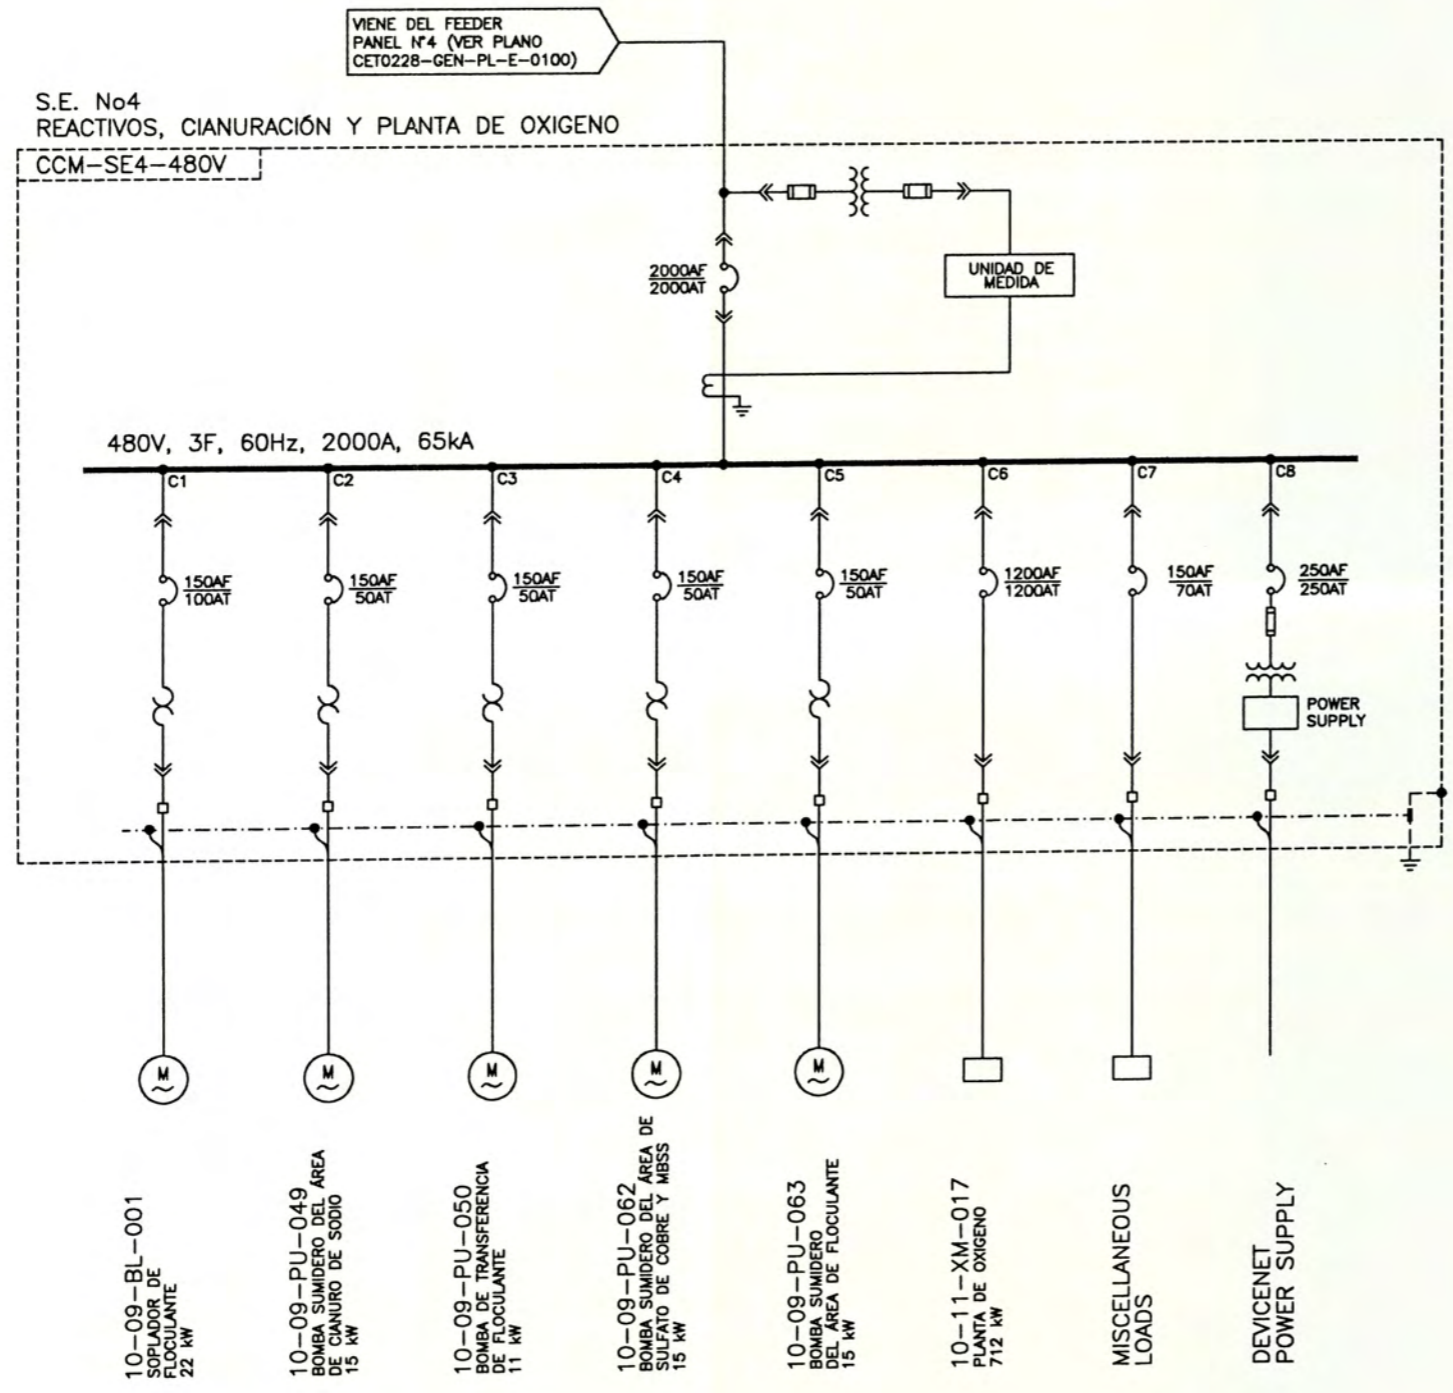 VIENE DEL FEEDER
PANEL N°4 (VER PLANO
CET0228-GEN-PL-E-0100)
S.E. No4
REACTIVOS, CIANURACIÓN Y PLANTA DE OXIGENO
CCM-SE4-480V
2000AF
2000AT
UNIDAD DE
MEDIDA
480V, 3F, 60Hz, 2000A, 65kA
C1
C2
C3
C4
C5
C6
C7
C8
150AF
100AT
150AF
50AT
150AF
50AT
150AF
50AT
150AF
50AT
1200AF
1200AT
150AF
70AT
250AF
250AT
POWER
SUPPLY
M
M
M
M
M
10-09-BL-001
SOPLADOR DE
FLOCULANTE
22 kW
10-09-PU-049
BOMBA SUMIDERO DEL ÁREA
DE CIANURO DE SODIO
15 kW
10-09-PU-050
BOMBA DE TRANSFERENCIA
DE FLOCULANTE
11 kW
10-09-PU-062
BOMBA SUMIDERO DEL ÁREA DE
SULFATO DE COBRE Y MBSS
15 kW
10-09-PU-063
BOMBA SUMIDERO
DEL ÁREA DE FLOCULANTE
15 kW
10-11-XM-017
PLANTA DE OXIGENO
712 kW
MISCELLANEOUS
LOADS
DEVICENET
POWER SUPPLY